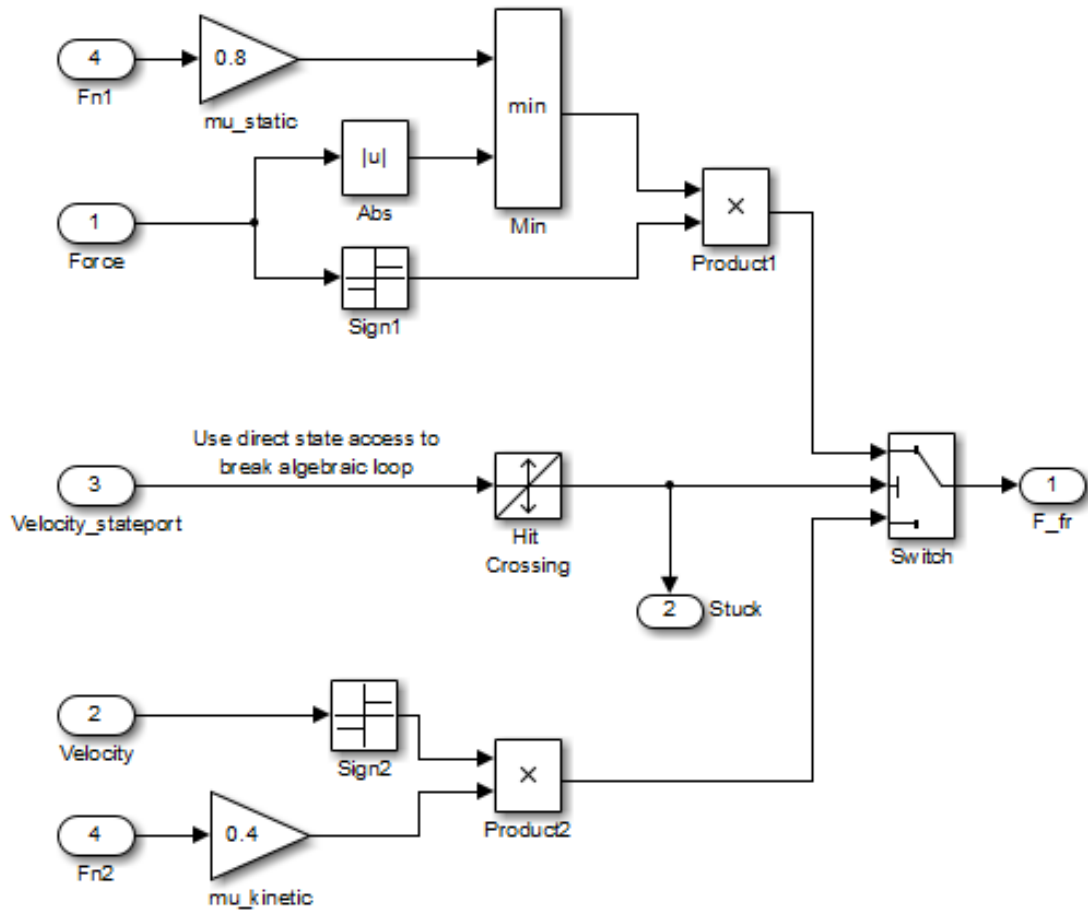 4
Fn1
0.8
mu_static
min
Min
|u|
Abs
1
Force
Sign1
×
Product1
Use direct state access to
break algebraic loop
3
Velocity_stateport
Hit
Crossing
2
Stuck
Switch
1
F_fr
2
Velocity
Sign2
×
Product2
4
Fn2
0.4
mu_kinetic